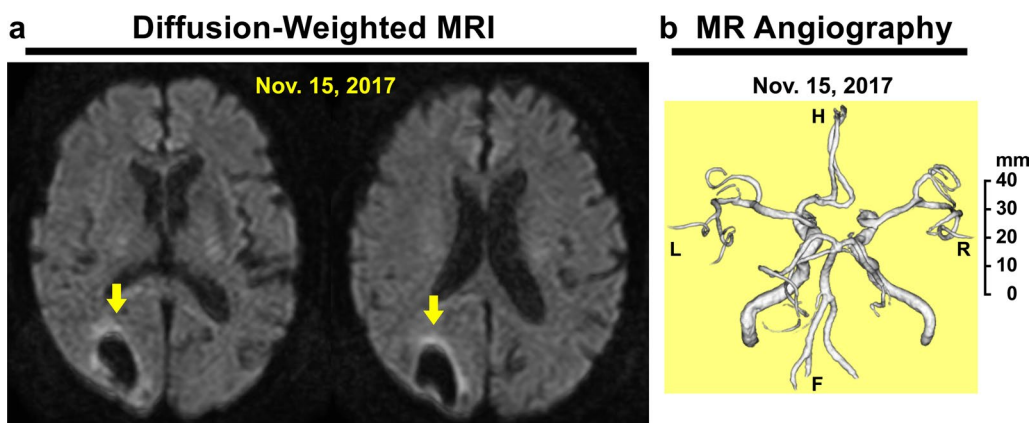 a Diffusion-Weighted MRI
Nov. 15, 2017
b MR Angiography
Nov. 15, 2017
H
mm
40
30
20
10
0
L
R
F